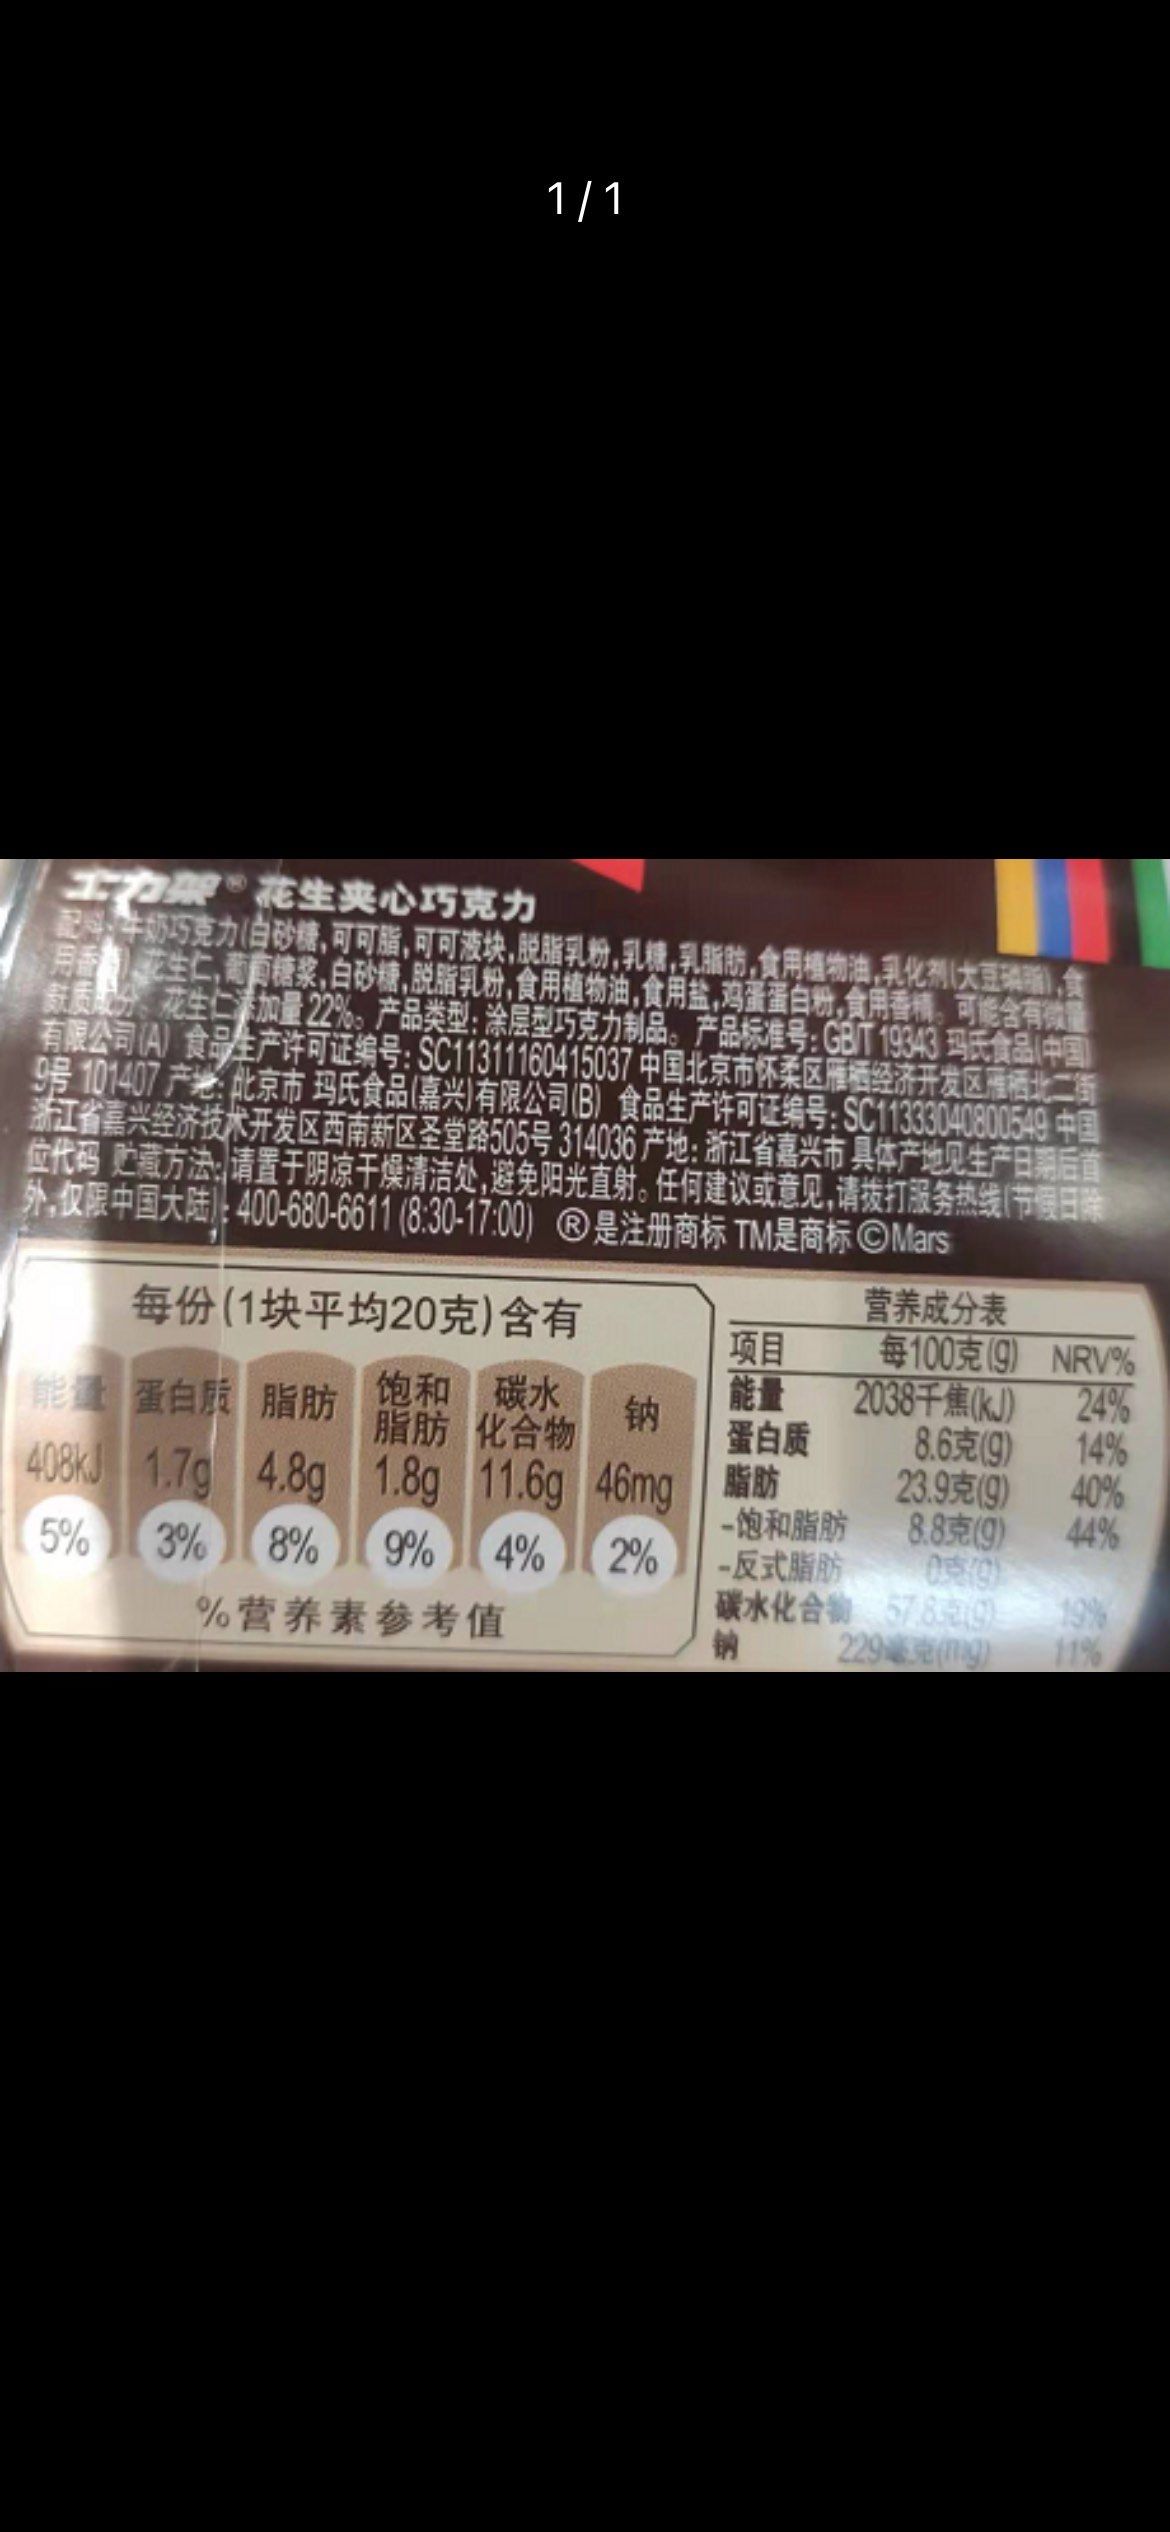 1/1
士力架® 花生夹心巧克力
配料:牛奶巧克力(白砂糖,可可脂,可可液块,脱脂乳粉,乳糖,乳脂肪,食用植物油,乳化剂(大豆磷脂),食
用香精),花生仁,葡萄糖浆,白砂糖,脱脂乳粉,食用植物油,食用盐,鸡蛋蛋白粉,食用香精。可能含有微量
麸质成分。花生仁添加量 22%。产品类型: 涂层型巧克力制品。产品标准号: GB/T 19343 玛氏食品(中国)
有限公司(A) 食品生产许可证编号: SC11311160415037 中国北京市怀柔区雁栖经济开发区雁栖北二街
9号 101407 产地: 北京市 玛氏食品(嘉兴)有限公司(B) 食品生产许可证编号: SC11333040800549 中国
浙江省嘉兴经济技术开发区西南新区圣堂路505号 314036 产地: 浙江省嘉兴市 具体产地见生产日期后首
位代码 贮藏方法: 请置于阴凉干燥清洁处,避免阳光直射。任何建议或意见,请拨打服务热线(节假日除
外,仅限中国大陆): 400-680-6611 (8:30-17:00) ®是注册商标 TM是商标 ©Mars
每份(1块平均20克)含有
能量 蛋白质 脂肪 饱和脂肪 碳水化合物 钠
408kJ 1.7g 4.8g 1.8g 11.6g 46mg
5% 3% 8% 9% 4% 2%
%营养素参考值
营养成分表
项目 每100克(g) NRV%
能量 2038千焦(kJ) 24%
蛋白质 8.6克(g) 14%
脂肪 23.9克(g) 40%
-饱和脂肪 8.8克(g) 44%
-反式脂肪 0克(g)
碳水化合物 57.8克(g) 19%
钠 229毫克(mg) 11%